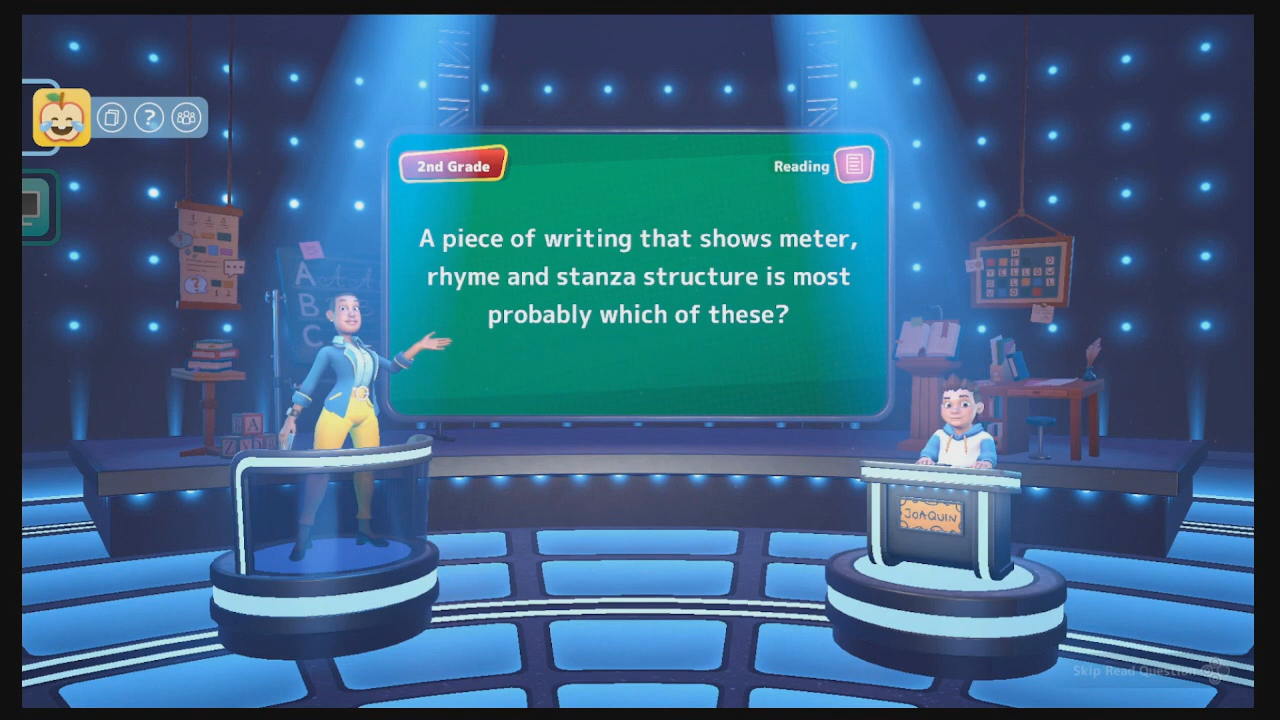 2nd Grade
Reading
A piece of writing that shows meter,
rhyme and stanza structure is most
probably which of these?
A
B
C
JOAQUIN
Skip Read Question